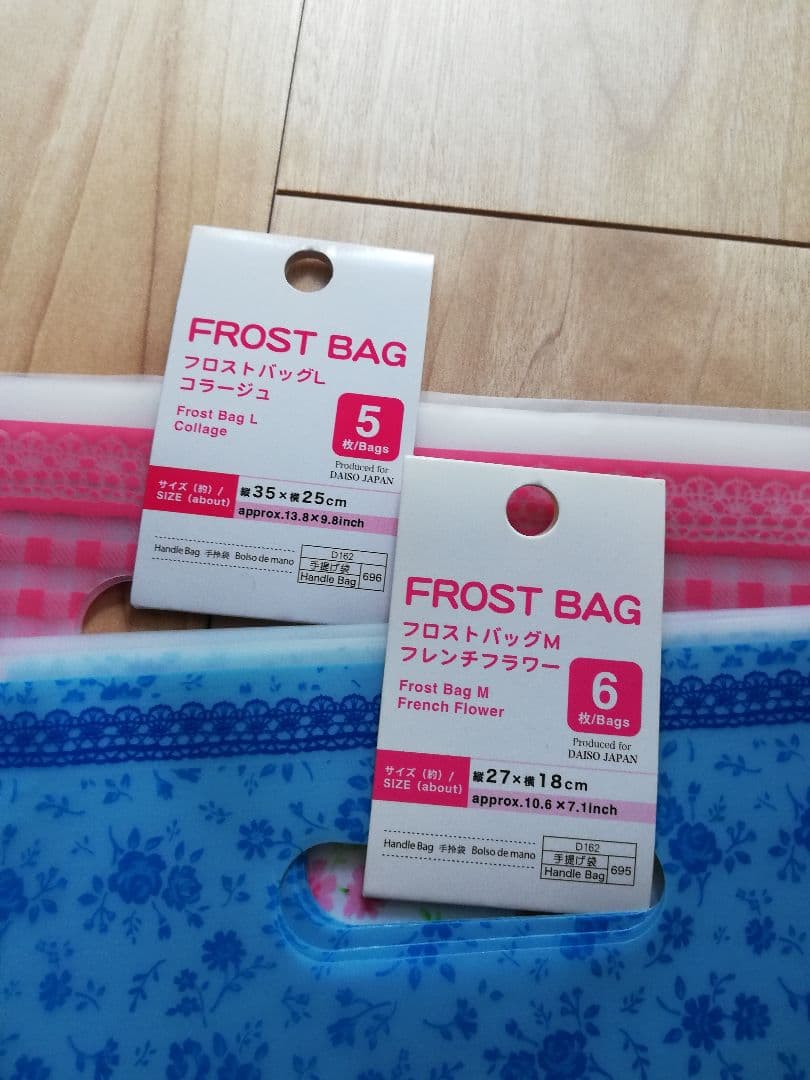 FROST BAG
フロストバッグL
コラージュ
Frost Bag L
Collage
5
枚/Bags
Produced for
DAISO JAPAN
サイズ（約）/
SIZE (about)
縦35×横25cm
approx.13.8×9.8inch
Handle Bag 手拎袋 Bolso de mano
D162
手提げ袋
Handle Bag
696
FROST BAG
フロストバッグM
フレンチフラワー
Frost Bag M
French Flower
6
枚/Bags
Produced for
DAISO JAPAN
サイズ（約）/
SIZE (about)
縦27×横18cm
approx.10.6×7.1inch
Handle Bag 手拎袋 Bolso de mano
D162
手提げ袋
Handle Bag
695